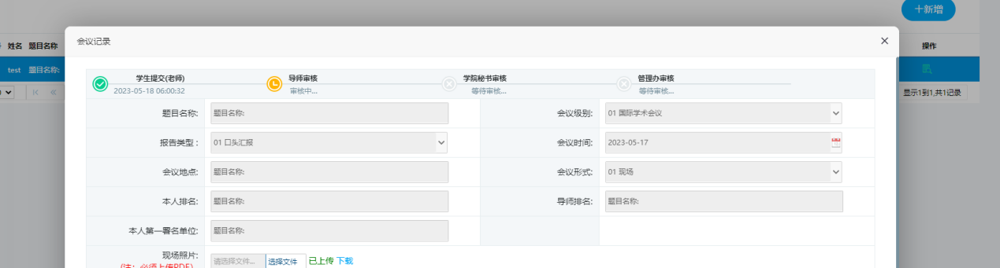 +新增
会议记录
姓名 题目名称 操作
test 题目名称:
显示1到1,共1记录
学生提交(老师) 导师审核 学院秘书审核 管理办审核
2023-05-18 06:00:32 审核中... 等待审核... 等待审核...
题目名称: 题目名称: 会议级别: 01 国际学术会议
报告类型: 01 口头汇报 会议时间: 2023-05-17
会议地点: 题目名称: 会议形式: 01 现场
本人排名: 题目名称: 导师排名: 题目名称:
本人第一署名单位: 题目名称:
现场照片: 请选择文件... 选择文件 已上传 下载
(注: 必须上传PDF)